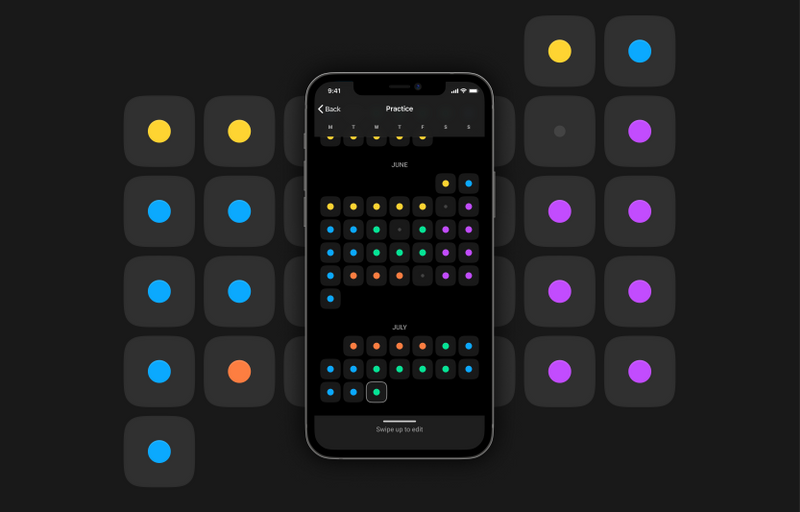 9:41
Back
Practice
M T W T F S S
JUNE
JULY
Swipe up to edit